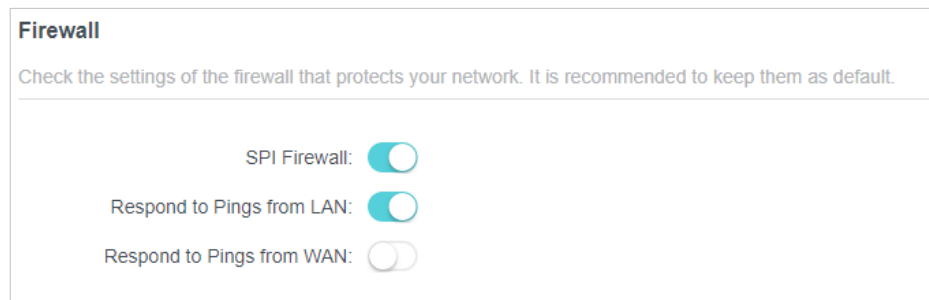 Firewall
Check the settings of the firewall that protects your network. It is recommended to keep them as default.
SPI Firewall:
Respond to Pings from LAN:
Respond to Pings from WAN: